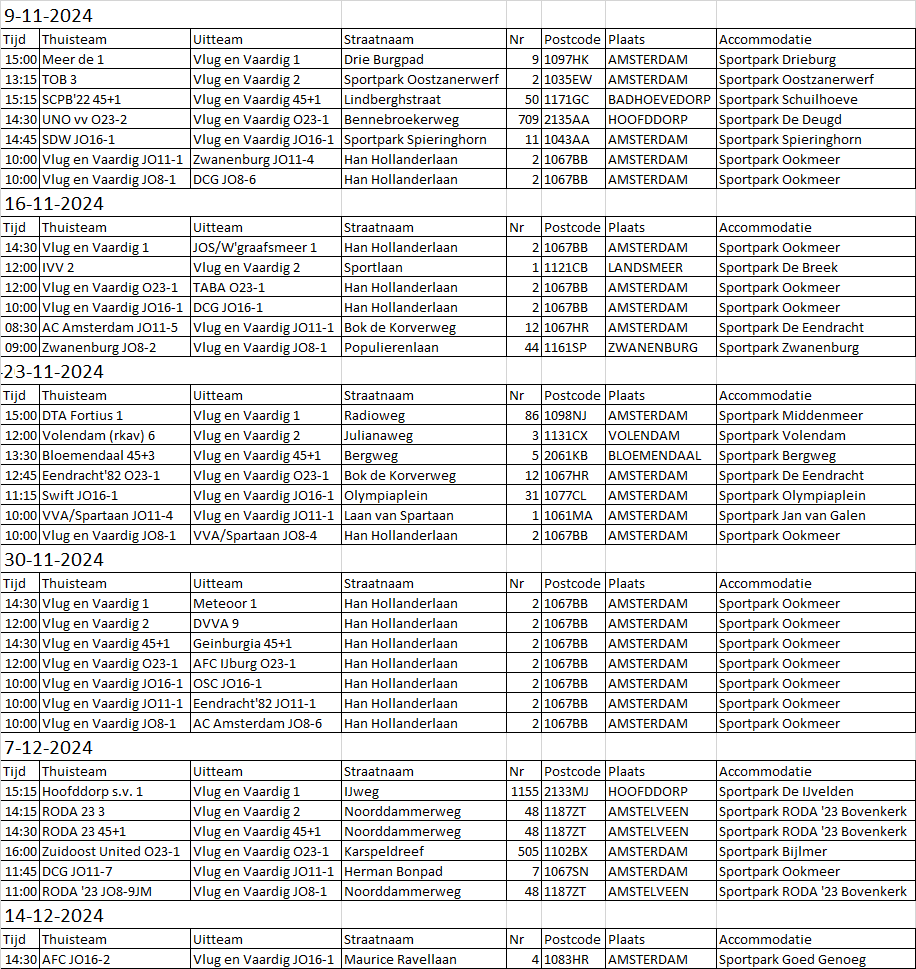 9-11-2024
Tijd Thuisteam Uitteam Straatnaam Nr Postcode Plaats Accommodatie
15:00 Meer de 1 Vlug en Vaardig 1 Drie Burgpad 9 1097HK AMSTERDAM Sportpark Drieburg
13:15 TOB 3 Vlug en Vaardig 2 Sportpark Oostzanerwerf 2 1035EW AMSTERDAM Sportpark Oostzanerwerf
15:15 SCPB'22 45+1 Vlug en Vaardig 45+1 Lindberghstraat 50 1171GC BADHOEVEDORP Sportpark Schuilhoeve
14:30 UNO vv O23-2 Vlug en Vaardig O23-1 Bennebroekerweg 709 2135AA HOOFDDORP Sportpark De Deugd
14:45 SDW JO16-1 Vlug en Vaardig JO16-1 Sportpark Spieringhorn 11 1043AA AMSTERDAM Sportpark Spieringhorn
10:00 Vlug en Vaardig JO11-1 Zwanenburg JO11-4 Han Hollanderlaan 2 1067BB AMSTERDAM Sportpark Ookmeer
10:00 Vlug en Vaardig JO8-1 DCG JO8-6 Han Hollanderlaan 2 1067BB AMSTERDAM Sportpark Ookmeer
16-11-2024
Tijd Thuisteam Uitteam Straatnaam Nr Postcode Plaats Accommodatie
14:30 Vlug en Vaardig 1 JOS/W'graafsmeer 1 Han Hollanderlaan 2 1067BB AMSTERDAM Sportpark Ookmeer
12:00 IVV 2 Vlug en Vaardig 2 Sportlaan 1 1121CB LANDSMEER Sportpark De Breek
12:00 Vlug en Vaardig O23-1 TABA O23-1 Han Hollanderlaan 2 1067BB AMSTERDAM Sportpark Ookmeer
10:00 Vlug en Vaardig JO16-1 DCG JO16-1 Han Hollanderlaan 2 1067BB AMSTERDAM Sportpark Ookmeer
08:30 AC Amsterdam JO11-5 Vlug en Vaardig JO11-1 Bok de Korverweg 12 1067HR AMSTERDAM Sportpark De Eendracht
09:00 Zwanenburg JO8-2 Vlug en Vaardig JO8-1 Populierenlaan 44 1161SP ZWANENBURG Sportpark Zwanenburg
23-11-2024
Tijd Thuisteam Uitteam Straatnaam Nr Postcode Plaats Accommodatie
15:00 DTA Fortius 1 Vlug en Vaardig 1 Radioweg 86 1098NJ AMSTERDAM Sportpark Middenmeer
12:00 Volendam (rkav) 6 Vlug en Vaardig 2 Julianaweg 3 1131CX VOLENDAM Sportpark Volendam
13:30 Bloemendaal 45+3 Vlug en Vaardig 45+1 Bergweg 5 2061KB BLOEMENDAAL Sportpark Bergweg
12:45 Eendracht'82 O23-1 Vlug en Vaardig O23-1 Bok de Korverweg 12 1067HR AMSTERDAM Sportpark De Eendracht
11:15 Swift JO16-1 Vlug en Vaardig JO16-1 Olympiaplein 31 1077CL AMSTERDAM Sportpark Olympiaplein
10:00 VVA/Spartaan JO11-4 Vlug en Vaardig JO11-1 Laan van Spartaan 1 1061MA AMSTERDAM Sportpark Jan van Galen
10:00 Vlug en Vaardig JO8-1 VVA/Spartaan JO8-4 Han Hollanderlaan 2 1067BB AMSTERDAM Sportpark Ookmeer
30-11-2024
Tijd Thuisteam Uitteam Straatnaam Nr Postcode Plaats Accommodatie
14:30 Vlug en Vaardig 1 Meteoor 1 Han Hollanderlaan 2 1067BB AMSTERDAM Sportpark Ookmeer
12:00 Vlug en Vaardig 2 DVVA 9 Han Hollanderlaan 2 1067BB AMSTERDAM Sportpark Ookmeer
14:30 Vlug en Vaardig 45+1 Geinburgia 45+1 Han Hollanderlaan 2 1067BB AMSTERDAM Sportpark Ookmeer
12:00 Vlug en Vaardig O23-1 AFC IJburg O23-1 Han Hollanderlaan 2 1067BB AMSTERDAM Sportpark Ookmeer
10:00 Vlug en Vaardig JO16-1 OSC JO16-1 Han Hollanderlaan 2 1067BB AMSTERDAM Sportpark Ookmeer
10:00 Vlug en Vaardig JO11-1 Eendracht'82 JO11-1 Han Hollanderlaan 2 1067BB AMSTERDAM Sportpark Ookmeer
10:00 Vlug en Vaardig JO8-1 AC Amsterdam JO8-6 Han Hollanderlaan 2 1067BB AMSTERDAM Sportpark Ookmeer
7-12-2024
Tijd Thuisteam Uitteam Straatnaam Nr Postcode Plaats Accommodatie
15:15 Hoofddorp s.v. 1 Vlug en Vaardig 1 IJweg 1155 2133MJ HOOFDDORP Sportpark De IJvelden
14:15 RODA 23 3 Vlug en Vaardig 2 Noorddammerweg 48 1187ZT AMSTELVEEN Sportpark RODA '23 Bovenkerk
14:30 RODA 23 45+1 Vlug en Vaardig 45+1 Noorddammerweg 48 1187ZT AMSTELVEEN Sportpark RODA '23 Bovenkerk
16:00 Zuidoost United O23-1 Vlug en Vaardig O23-1 Karspeldreef 505 1102BX AMSTERDAM Sportpark Bijlmer
11:45 DCG JO11-7 Vlug en Vaardig JO11-1 Herman Bonpad 7 1067SN AMSTERDAM Sportpark Ookmeer
11:00 RODA '23 JO8-9JM Vlug en Vaardig JO8-1 Noorddammerweg 48 1187ZT AMSTELVEEN Sportpark RODA '23 Bovenkerk
14-12-2024
Tijd Thuisteam Uitteam Straatnaam Nr Postcode Plaats Accommodatie
14:30 AFC JO16-2 Vlug en Vaardig JO16-1 Maurice Ravellaan 4 1083HR AMSTERDAM Sportpark Goed Genoeg